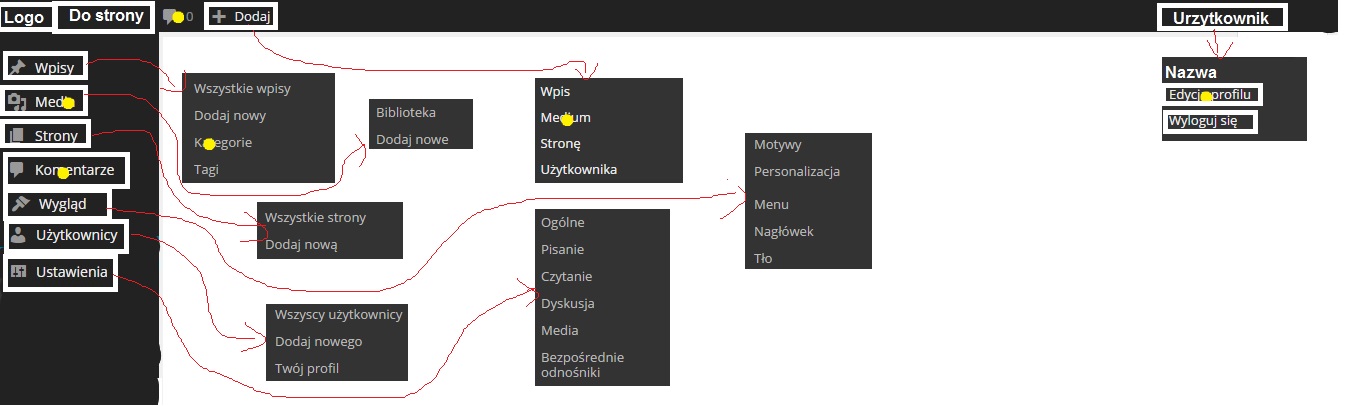 Logo
Do strony
0
Dodaj
Urzytkownik
Wpisy
Media
Strony
Komentarze
Wygląd
Użytkownicy
Ustawienia
Wszystkie wpisy
Dodaj nowy
Kategorie
Tagi
Biblioteka
Dodaj nowe
Wszystkie strony
Dodaj nową
Wszyscy użytkownicy
Dodaj nowego
Twój profil
Wpis
Medium
Stronę
Użytkownika
Ogólne
Pisanie
Czytanie
Dyskusja
Media
Bezpośrednie
odnośniki
Motywy
Personalizacja
Menu
Nagłówek
Tło
Nazwa
Edycja profilu
Wyloguj się